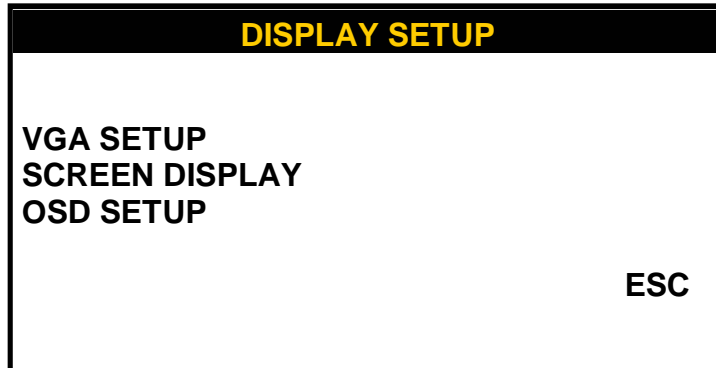 DISPLAY SETUP
VGA SETUP
SCREEN DISPLAY
OSD SETUP
ESC